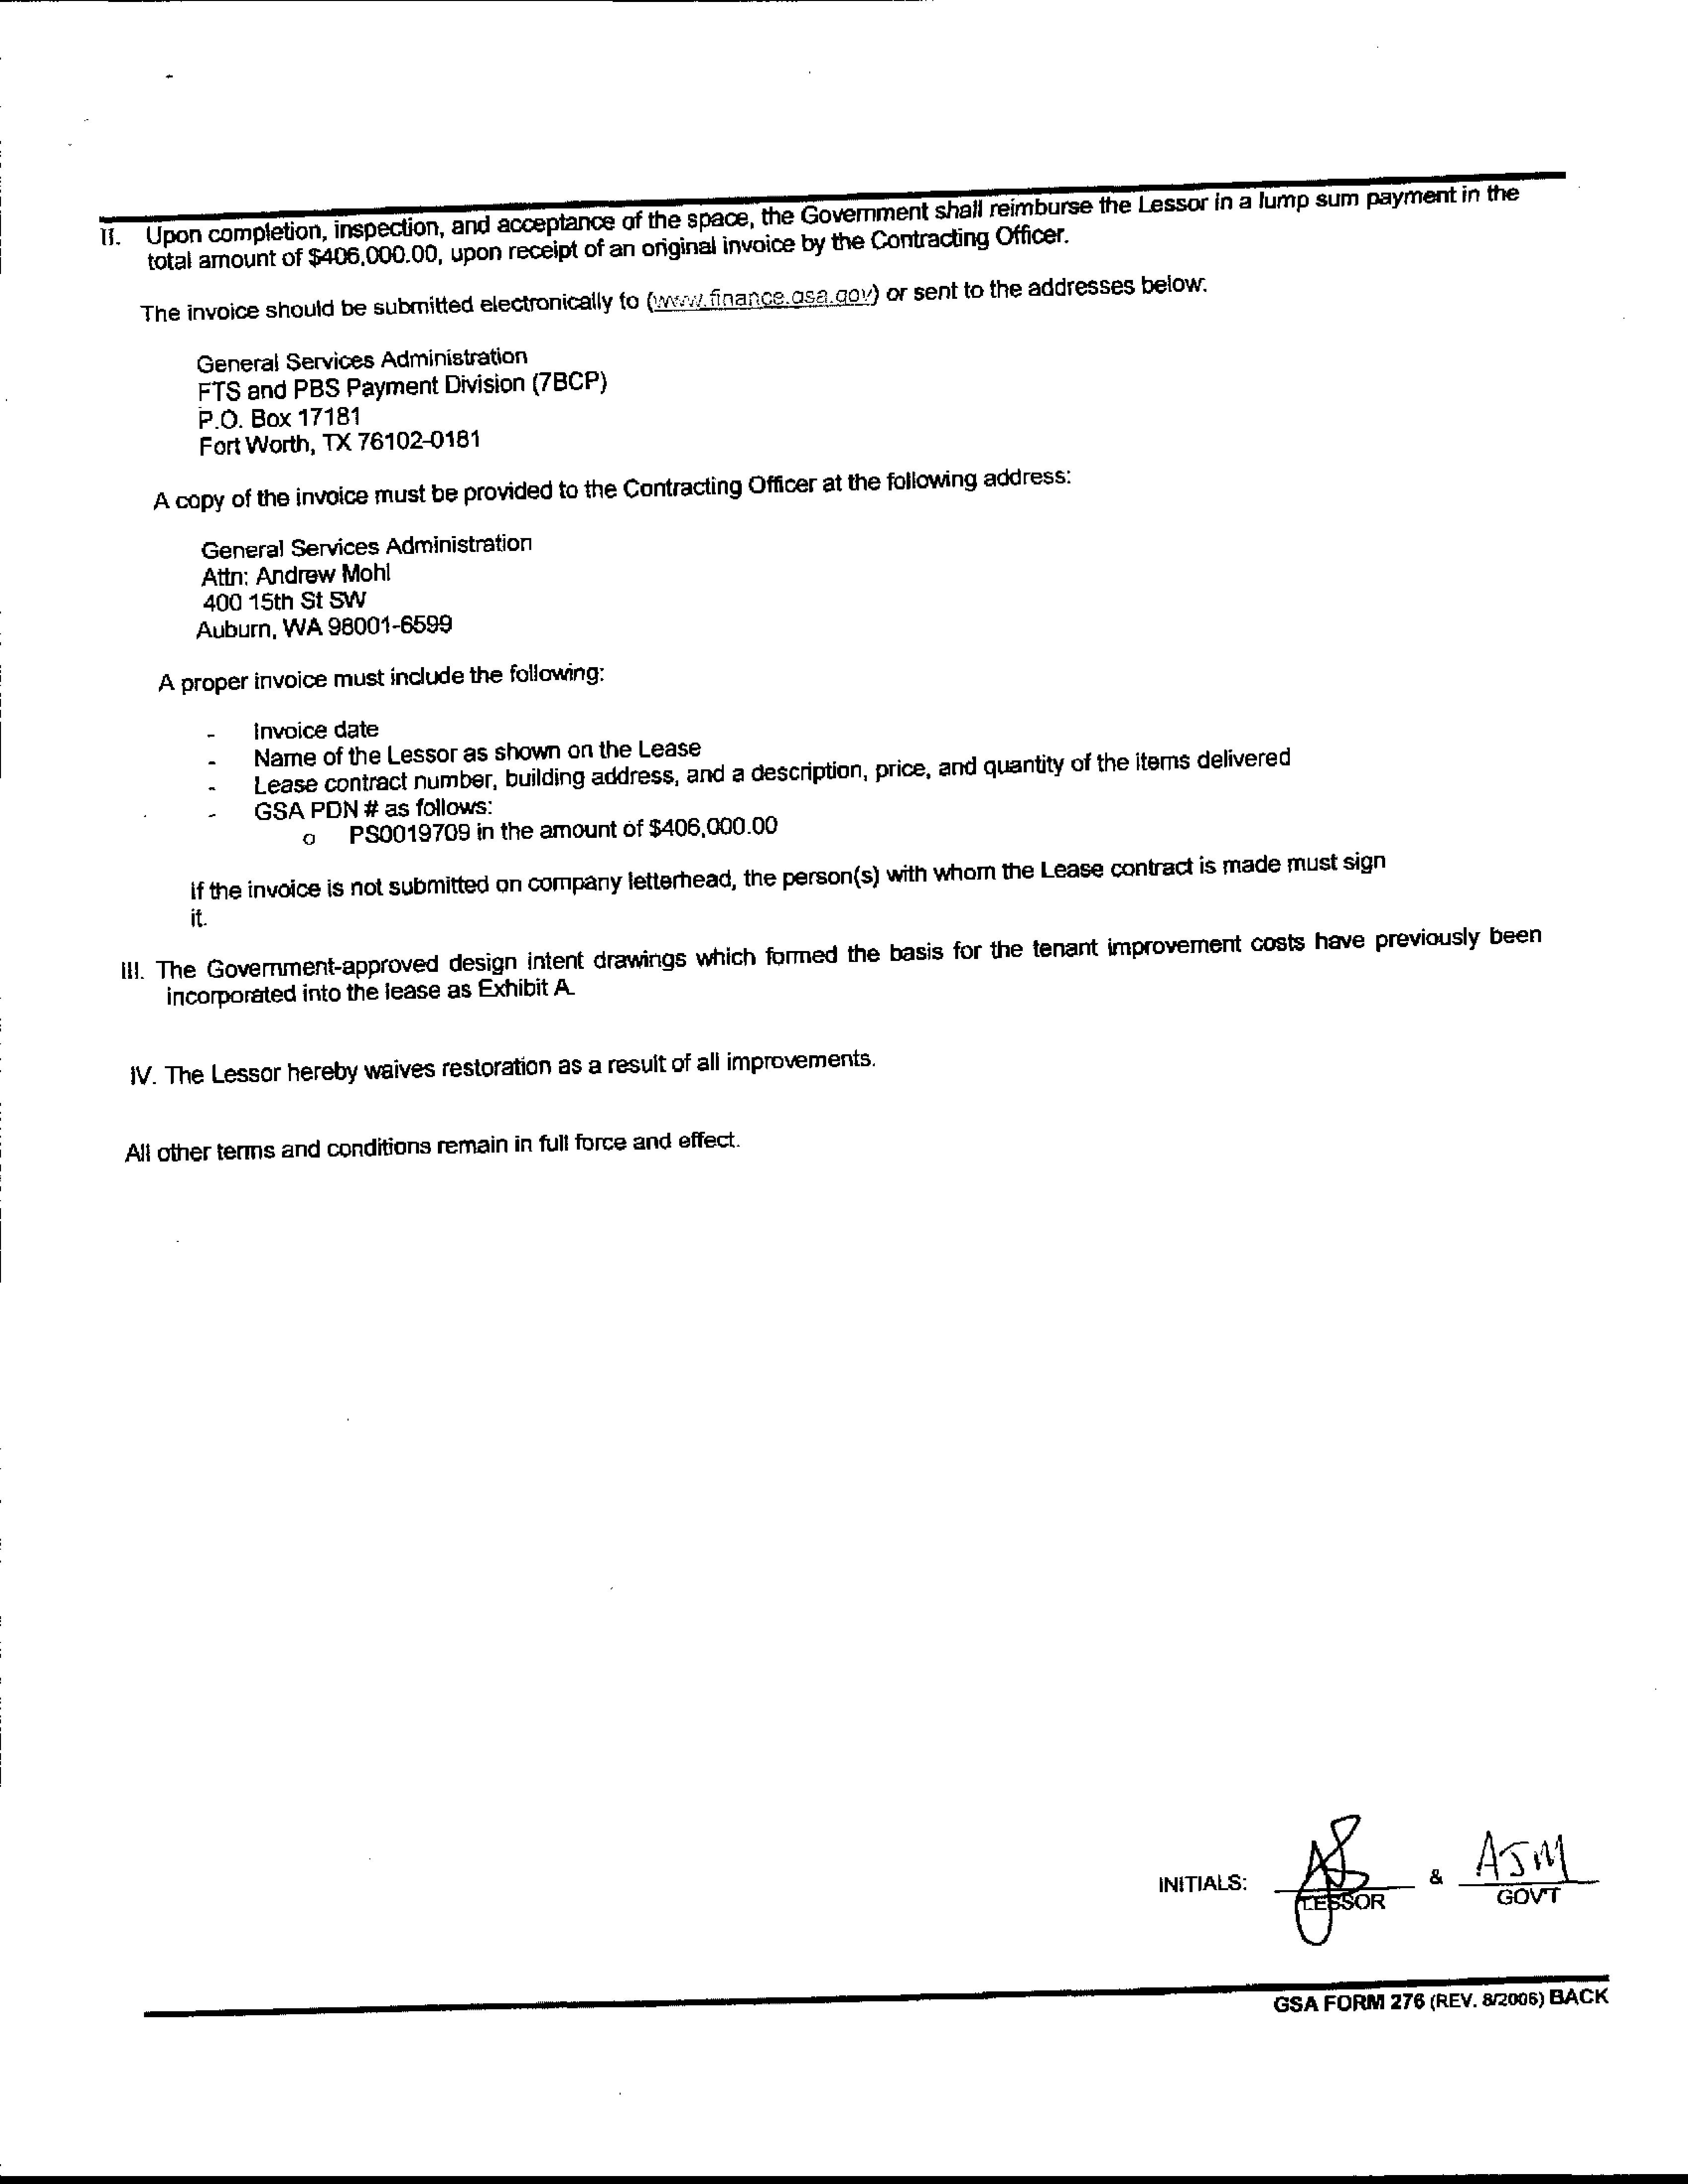 II. Upon completion, inspection, and acceptance of the space, the Government shall reimburse the Lessor in a lump sum payment in the
total amount of $406,000.00, upon receipt of an original invoice by the Contracting Officer.
The invoice should be submitted electronically to (www.finance.gsa.gov) or sent to the addresses below.
General Services Administration
FTS and PBS Payment Division (7BCP)
P.O. Box 17181
Fort Worth, TX 76102-0181
A copy of the invoice must be provided to the Contracting Officer at the following address:
General Services Administration
Attn: Andrew Mohl
400 15th St SW
Auburn, WA 98001-6599
A proper invoice must include the following:
- Invoice date
- Name of the Lessor as shown on the Lease
- Lease contract number, building address, and a description, price, and quantity of the items delivered
- GSA PDN # as follows:
o PS0019709 in the amount of $406,000.00
If the invoice is not submitted on company letterhead, the person(s) with whom the Lease contract is made must sign
it.
III. The Government-approved design intent drawings which formed the basis for the tenant improvement costs have previously been
incorporated into the lease as Exhibit A.
IV. The Lessor hereby waives restoration as a result of all improvements.
All other terms and conditions remain in full force and effect.
INITIALS: & AJM
LESSOR GOV'T
GSA FORM 276 (REV. 8/2006) BACK